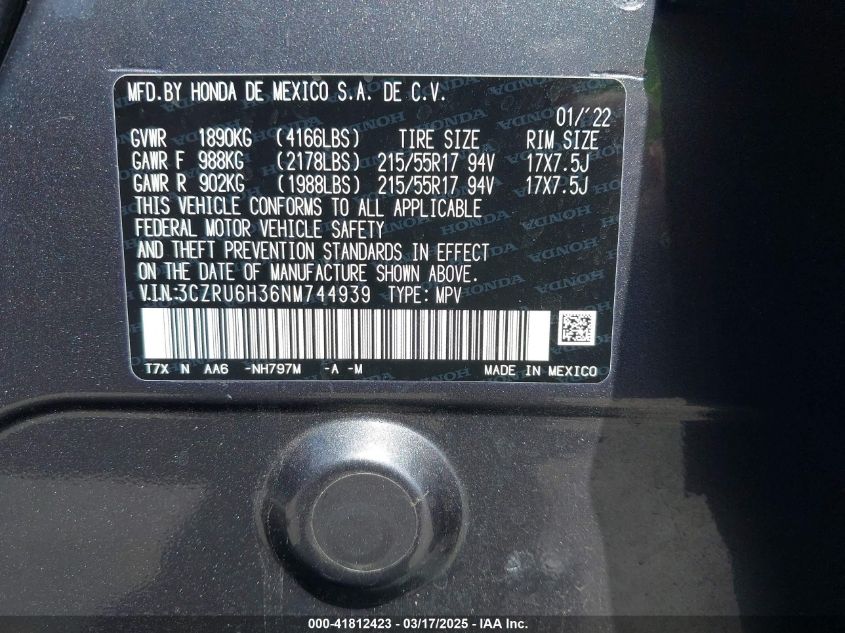 MFD.BY HONDA DE MEXICO S.A. DE C.V.
01/'22
GVWR 1890KG (4166LBS) TIRE SIZE RIM SIZE
GAWR F 988KG (2178LBS) 215/55R17 94V 17X7.5J
GAWR R 902KG (1988LBS) 215/55R17 94V 17X7.5J
THIS VEHICLE CONFORMS TO ALL APPLICABLE
FEDERAL MOTOR VEHICLE SAFETY
AND THEFT PREVENTION STANDARDS IN EFFECT
ON THE DATE OF MANUFACTURE SHOWN ABOVE.
V.I.N:3CZRU6H36NM744939 TYPE: MPV
T7X N AA6 -NH797M -A -M MADE IN MEXICO
000-41812423 - 03/17/2025 - IAA Inc.